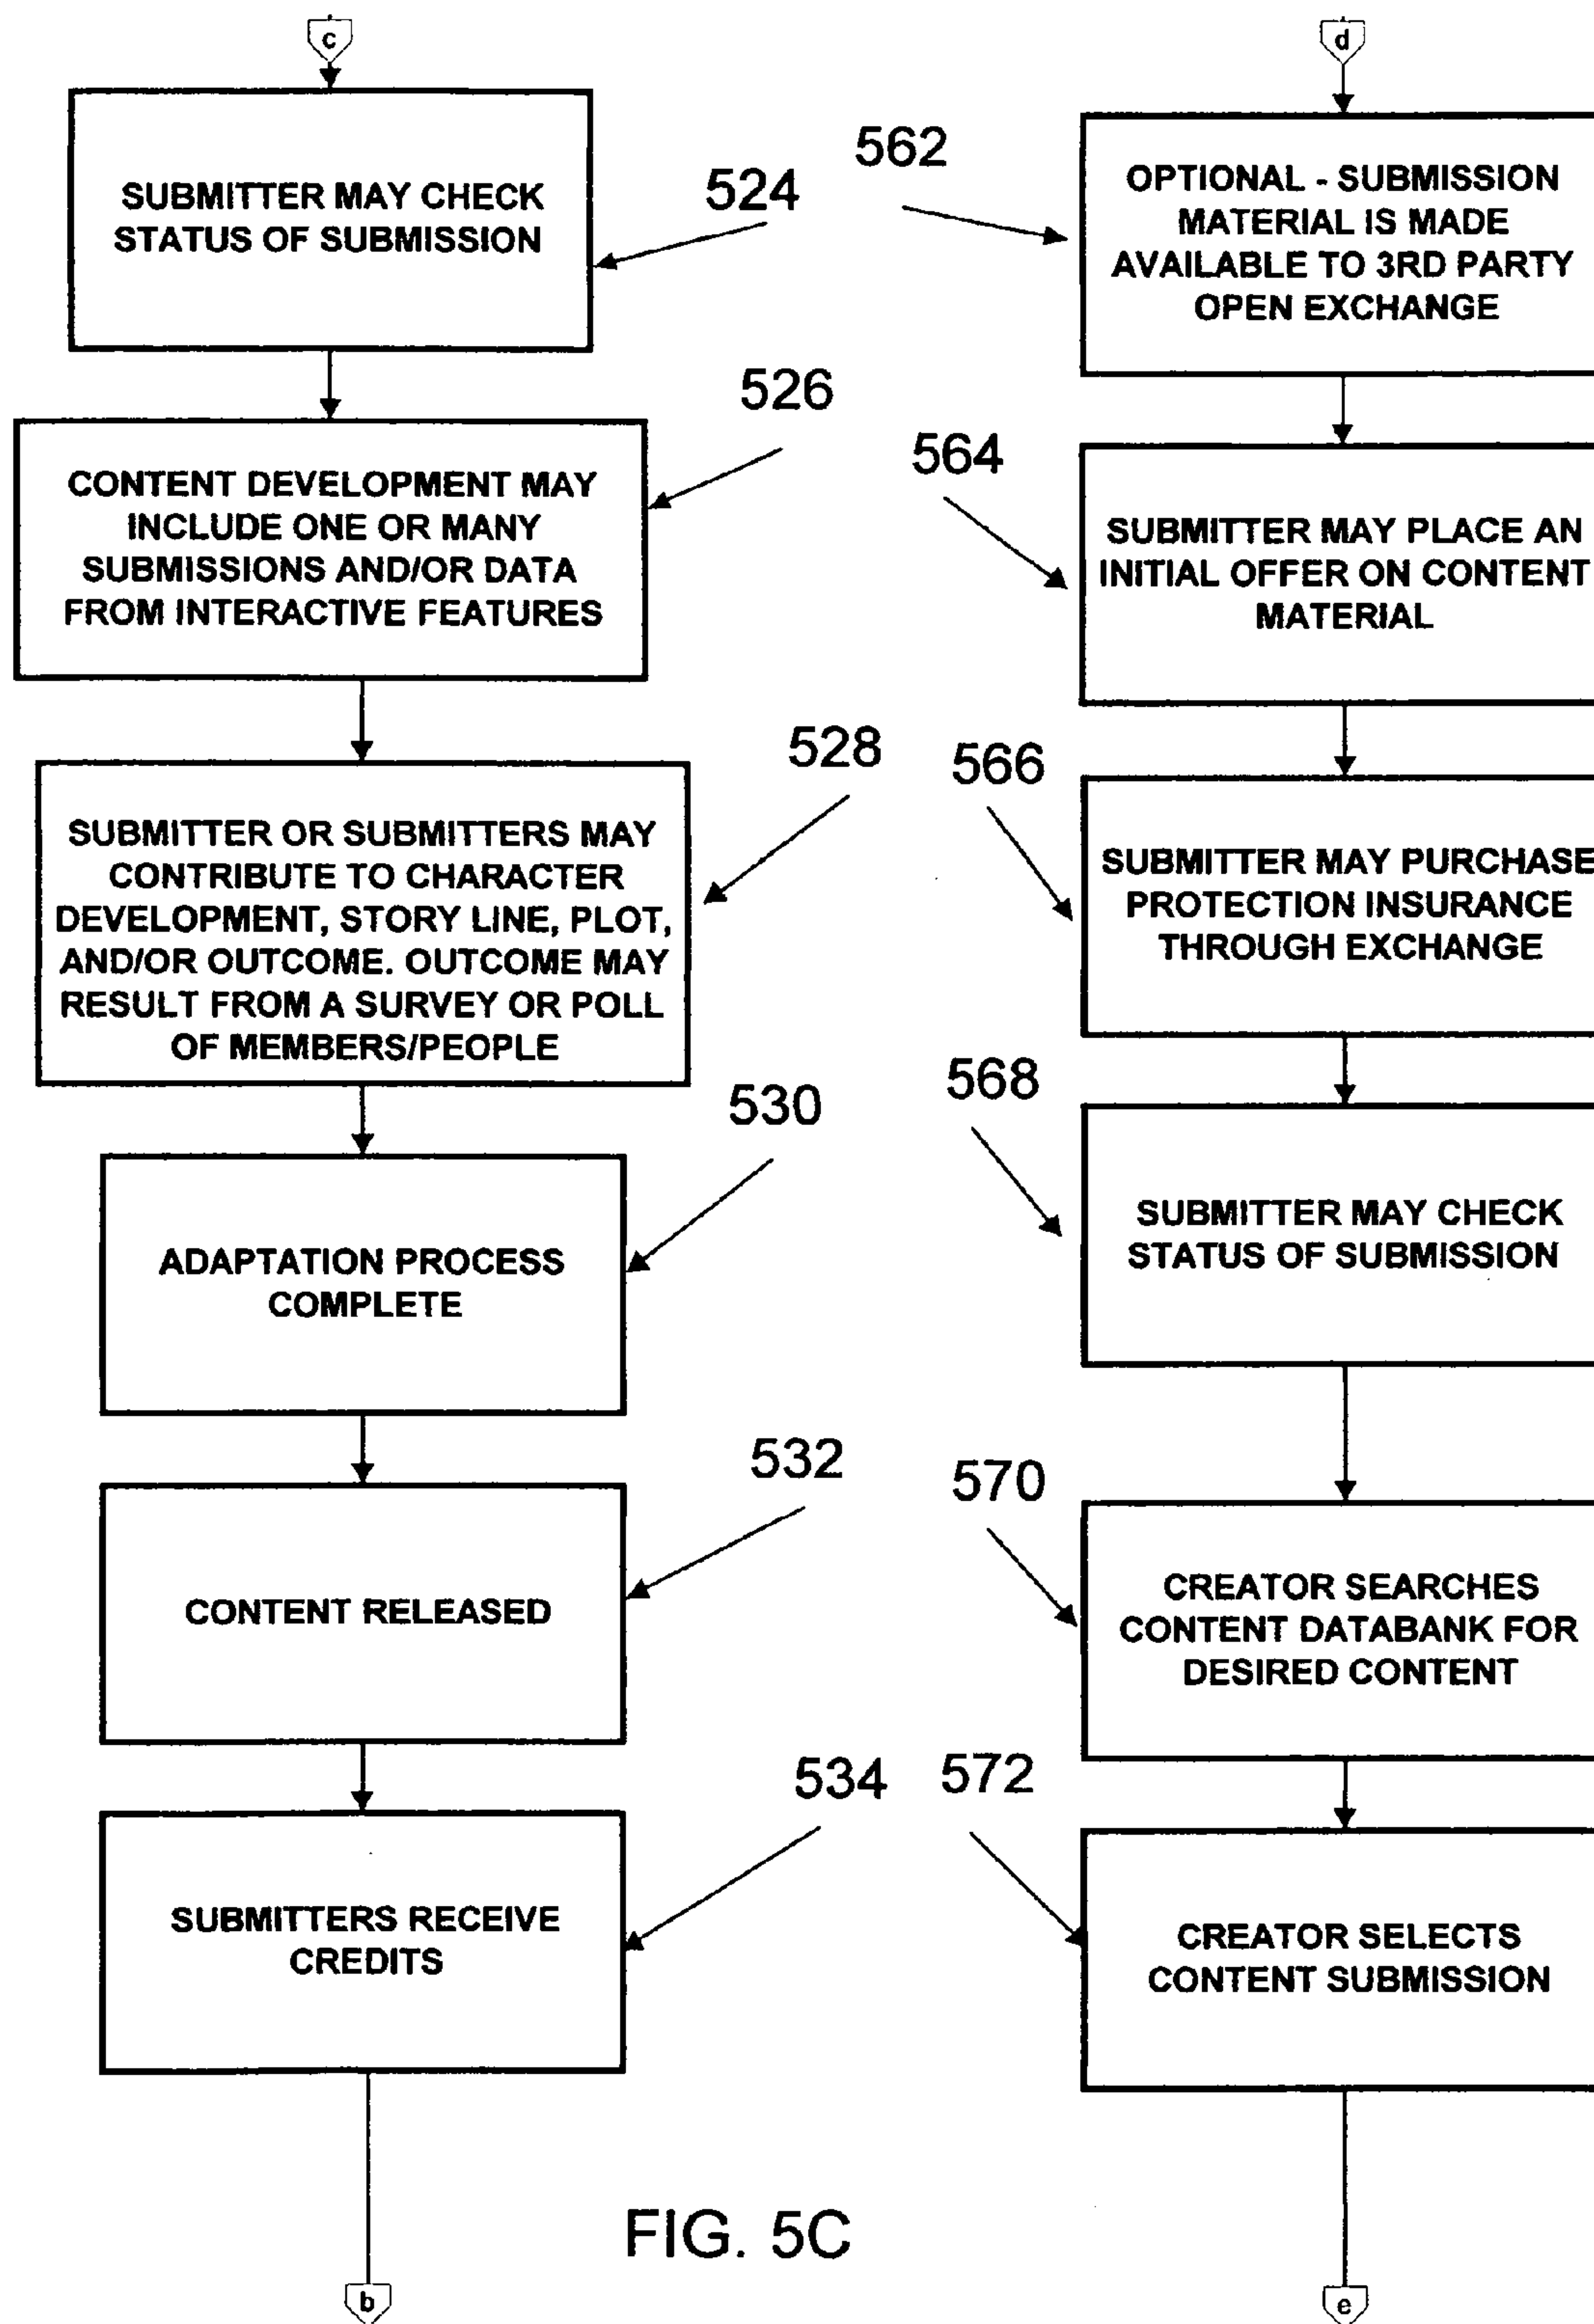 c
SUBMITTER MAY CHECK
STATUS OF SUBMISSION
524
CONTENT DEVELOPMENT MAY
INCLUDE ONE OR MANY
SUBMISSIONS AND/OR DATA
FROM INTERACTIVE FEATURES
526
SUBMITTER OR SUBMITTERS MAY
CONTRIBUTE TO CHARACTER
DEVELOPMENT, STORY LINE, PLOT,
AND/OR OUTCOME. OUTCOME MAY
RESULT FROM A SURVEY OR POLL
OF MEMBERS/PEOPLE
528
ADAPTATION PROCESS
COMPLETE
530
CONTENT RELEASED
532
SUBMITTERS RECEIVE
CREDITS
534
b
d
562
OPTIONAL - SUBMISSION
MATERIAL IS MADE
AVAILABLE TO 3RD PARTY
OPEN EXCHANGE
564
SUBMITTER MAY PLACE AN
INITIAL OFFER ON CONTENT
MATERIAL
566
SUBMITTER MAY PURCHASE
PROTECTION INSURANCE
THROUGH EXCHANGE
568
SUBMITTER MAY CHECK
STATUS OF SUBMISSION
570
CREATOR SEARCHES
CONTENT DATABANK FOR
DESIRED CONTENT
572
CREATOR SELECTS
CONTENT SUBMISSION
e
FIG. 5C